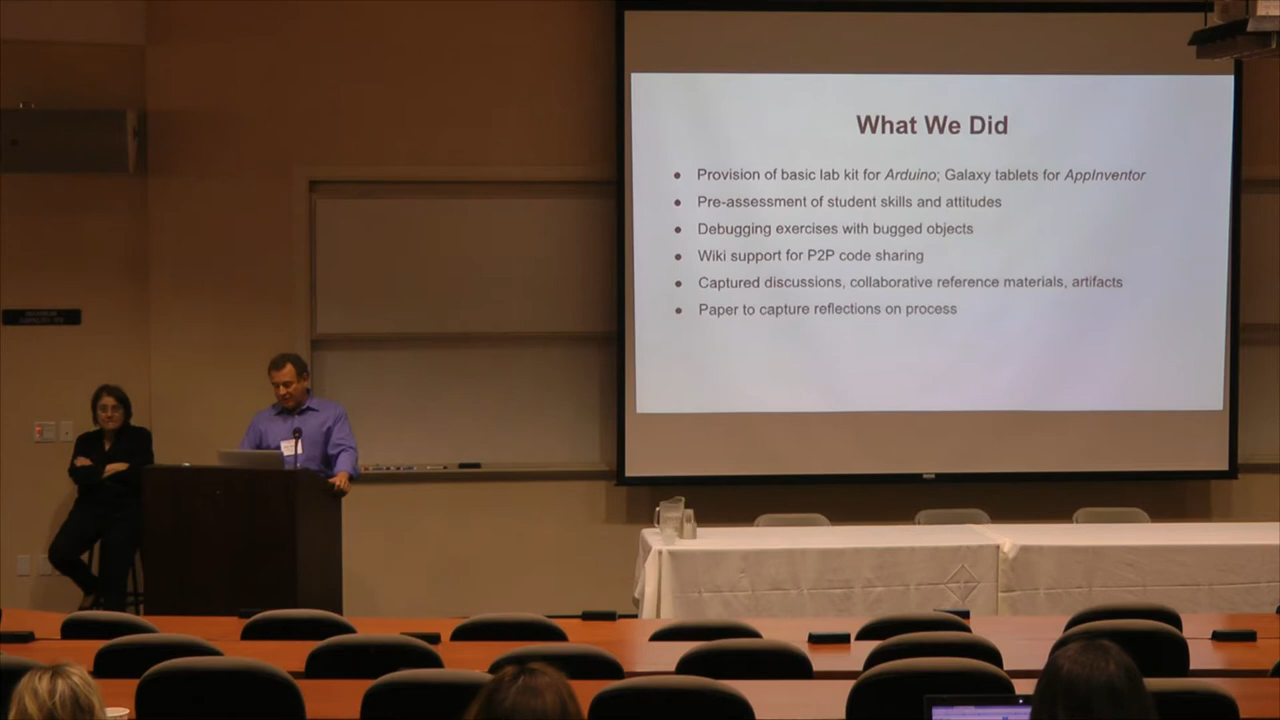 What We Did
● Provision of basic lab kit for Arduino; Galaxy tablets for AppInventor
● Pre-assessment of student skills and attitudes
● Debugging exercises with bugged objects
● Wiki support for P2P code sharing
● Captured discussions, collaborative reference materials, artifacts
● Paper to capture reflections on process